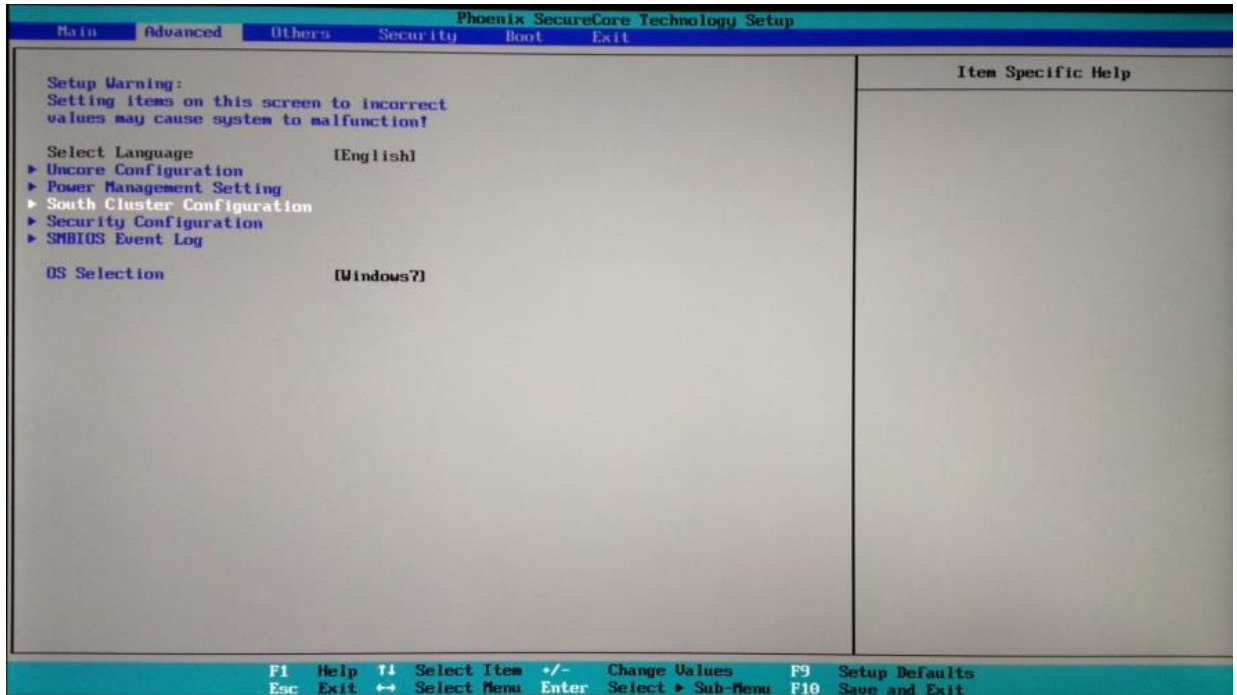 Phoenix SecureCore Technology Setup
Main Advanced Others Security Boot Exit
Item Specific Help
Setup Warning:
Setting items on this screen to incorrect
values may cause system to malfunction!
Select Language [English]
► Uncore Configuration
► Power Management Setting
► South Cluster Configuration
► Security Configuration
► SMBIOS Event Log
OS Selection [Windows7]
F1 Help ↑↓ Select Item +/- Change Values F9 Setup Defaults
Esc Exit ↔ Select Menu Enter Select ► Sub-Menu F10 Save and Exit